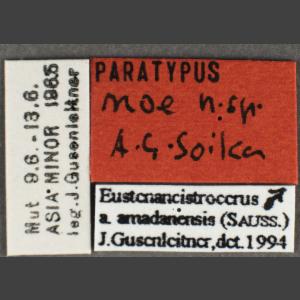 Mut 9.6.-13.6.
ASIA MINOR 1965
leg.J.Gusenleitner
PARATYPUS
noe n.sp.
A.G. Soika
Eustenancistrocerus ♂
a. amadanensis (SAUSS.)
J.Gusenleitner,det.1994